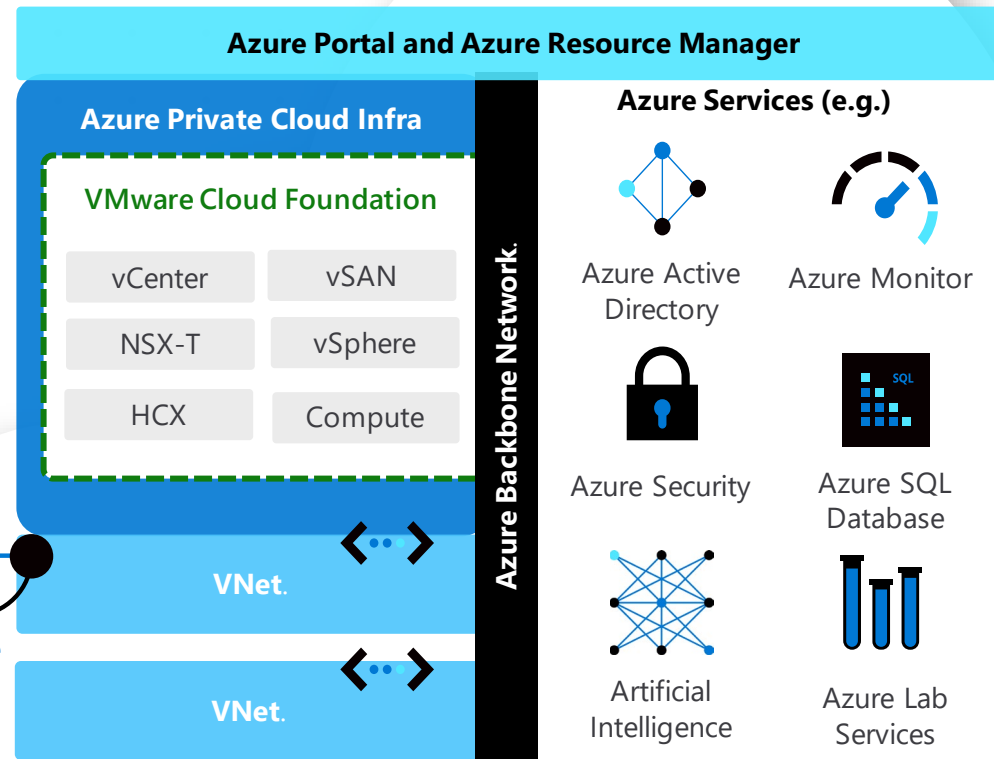 Azure Portal and Azure Resource Manager
Azure Private Cloud Infra
VMware Cloud Foundation
vCenter
vSAN
NSX-T
vSphere
HCX
Compute
VNet.
VNet.
Azure Backbone Network.
Azure Services (e.g.)
Azure Active
Directory
Azure Monitor
Azure Security
SQL
Azure SQL
Database
Artificial
Intelligence
Azure Lab
Services